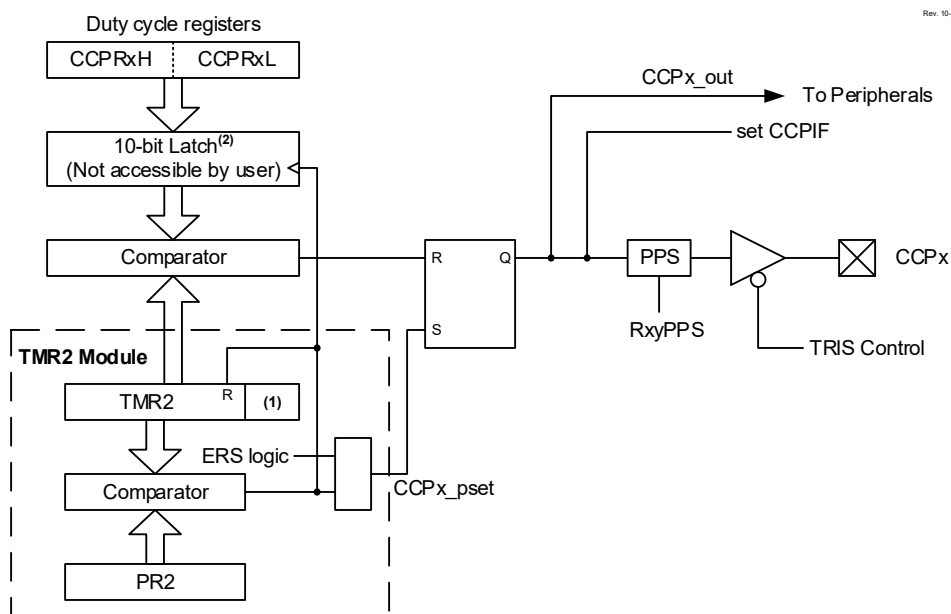 Rev. 10-
Duty cycle registers
CCPRxH CCPRxL
CCPx_out
To Peripherals
set CCPIF
10-bit Latch(2)
(Not accessible by user)
Comparator
R Q
PPS
CCPx
S
RxyPPS
TRIS Control
TMR2 Module
R
TMR2 (1)
ERS logic
CCPx_pset
Comparator
PR2